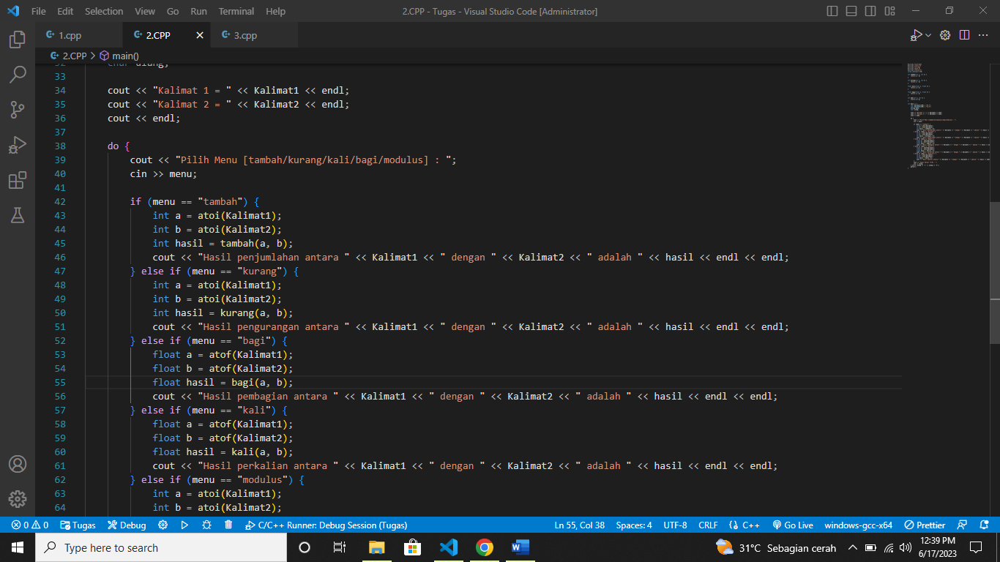 File Edit Selection View Go Run Terminal Help 2.CPP - Tugas - Visual Studio Code [Administrator]
1.cpp 2.CPP 3.cpp
2.CPP main()
32 char ulang;
33
34 cout << "Kalimat 1 = " << Kalimat1 << endl;
35 cout << "Kalimat 2 = " << Kalimat2 << endl;
36 cout << endl;
37
38 do {
39 cout << "Pilih Menu [tambah/kurang/kali/bagi/modulus] : ";
40 cin >> menu;
41
42 if (menu == "tambah") {
43 int a = atoi(Kalimat1);
44 int b = atoi(Kalimat2);
45 int hasil = tambah(a, b);
46 cout << "Hasil penjumlahan antara " << Kalimat1 << " dengan " << Kalimat2 << " adalah " << hasil << endl << endl;
47 } else if (menu == "kurang") {
48 int a = atoi(Kalimat1);
49 int b = atoi(Kalimat2);
50 int hasil = kurang(a, b);
51 cout << "Hasil pengurangan antara " << Kalimat1 << " dengan " << Kalimat2 << " adalah " << hasil << endl << endl;
52 } else if (menu == "bagi") {
53 float a = atof(Kalimat1);
54 float b = atof(Kalimat2);
55 float hasil = bagi(a, b);
56 cout << "Hasil pembagian antara " << Kalimat1 << " dengan " << Kalimat2 << " adalah " << hasil << endl << endl;
57 } else if (menu == "kali") {
58 float a = atof(Kalimat1);
59 float b = atof(Kalimat2);
60 float hasil = kali(a, b);
61 cout << "Hasil perkalian antara " << Kalimat1 << " dengan " << Kalimat2 << " adalah " << hasil << endl << endl;
62 } else if (menu == "modulus") {
63 int a = atoi(Kalimat1);
64 int b = atoi(Kalimat2);
0 0 Tugas Debug C/C++ Runner: Debug Session (Tugas) Ln 55, Col 38 Spaces: 4 UTF-8 CRLF C++ Go Live windows-gcc-x64 Prettier
Type here to search 31°C Sebagian cerah 12:39 PM
6/17/2023